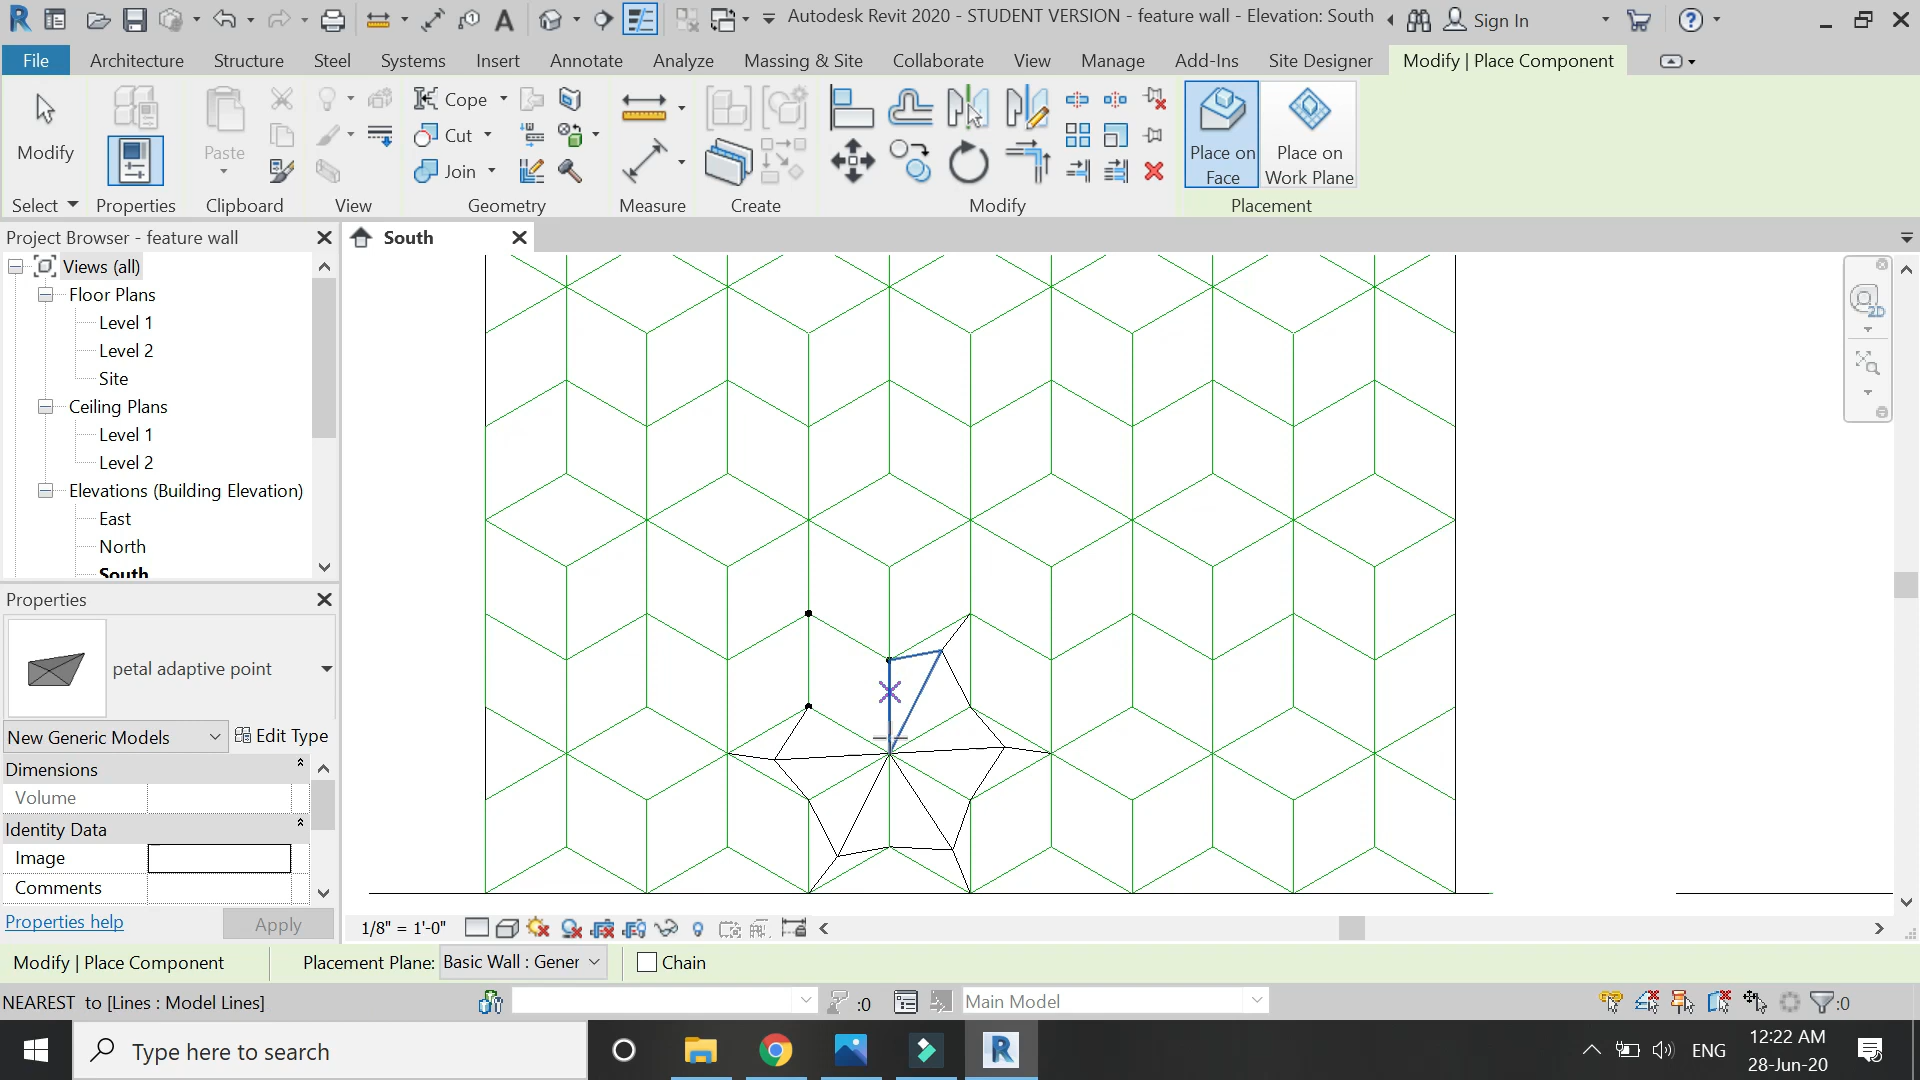 Autodesk Revit 2020 - STUDENT VERSION - feature wall - Elevation: South
Sign In
File
Architecture
Structure
Steel
Systems
Insert
Annotate
Analyze
Massing & Site
Collaborate
View
Manage
Add-Ins
Site Designer
Modify | Place Component
Modify
Paste
Cope
Cut
Join
Place on
Face
Place on
Work Plane
Select
Properties
Clipboard
View
Geometry
Measure
Create
Modify
Placement
Project Browser - feature wall
South
Views (all)
Floor Plans
Level 1
Level 2
Site
Ceiling Plans
Level 1
Level 2
Elevations (Building Elevation)
East
North
South
2D
Properties
petal adaptive point
New Generic Models
Edit Type
Dimensions
Volume
Identity Data
Image
Comments
Properties help
Apply
1/8" = 1'-0"
Modify | Place Component
Placement Plane:
Basic Wall : Gener
Chain
NEAREST to [Lines : Model Lines]
:0
Main Model
:0
Type here to search
ENG
12:22 AM
28-Jun-20